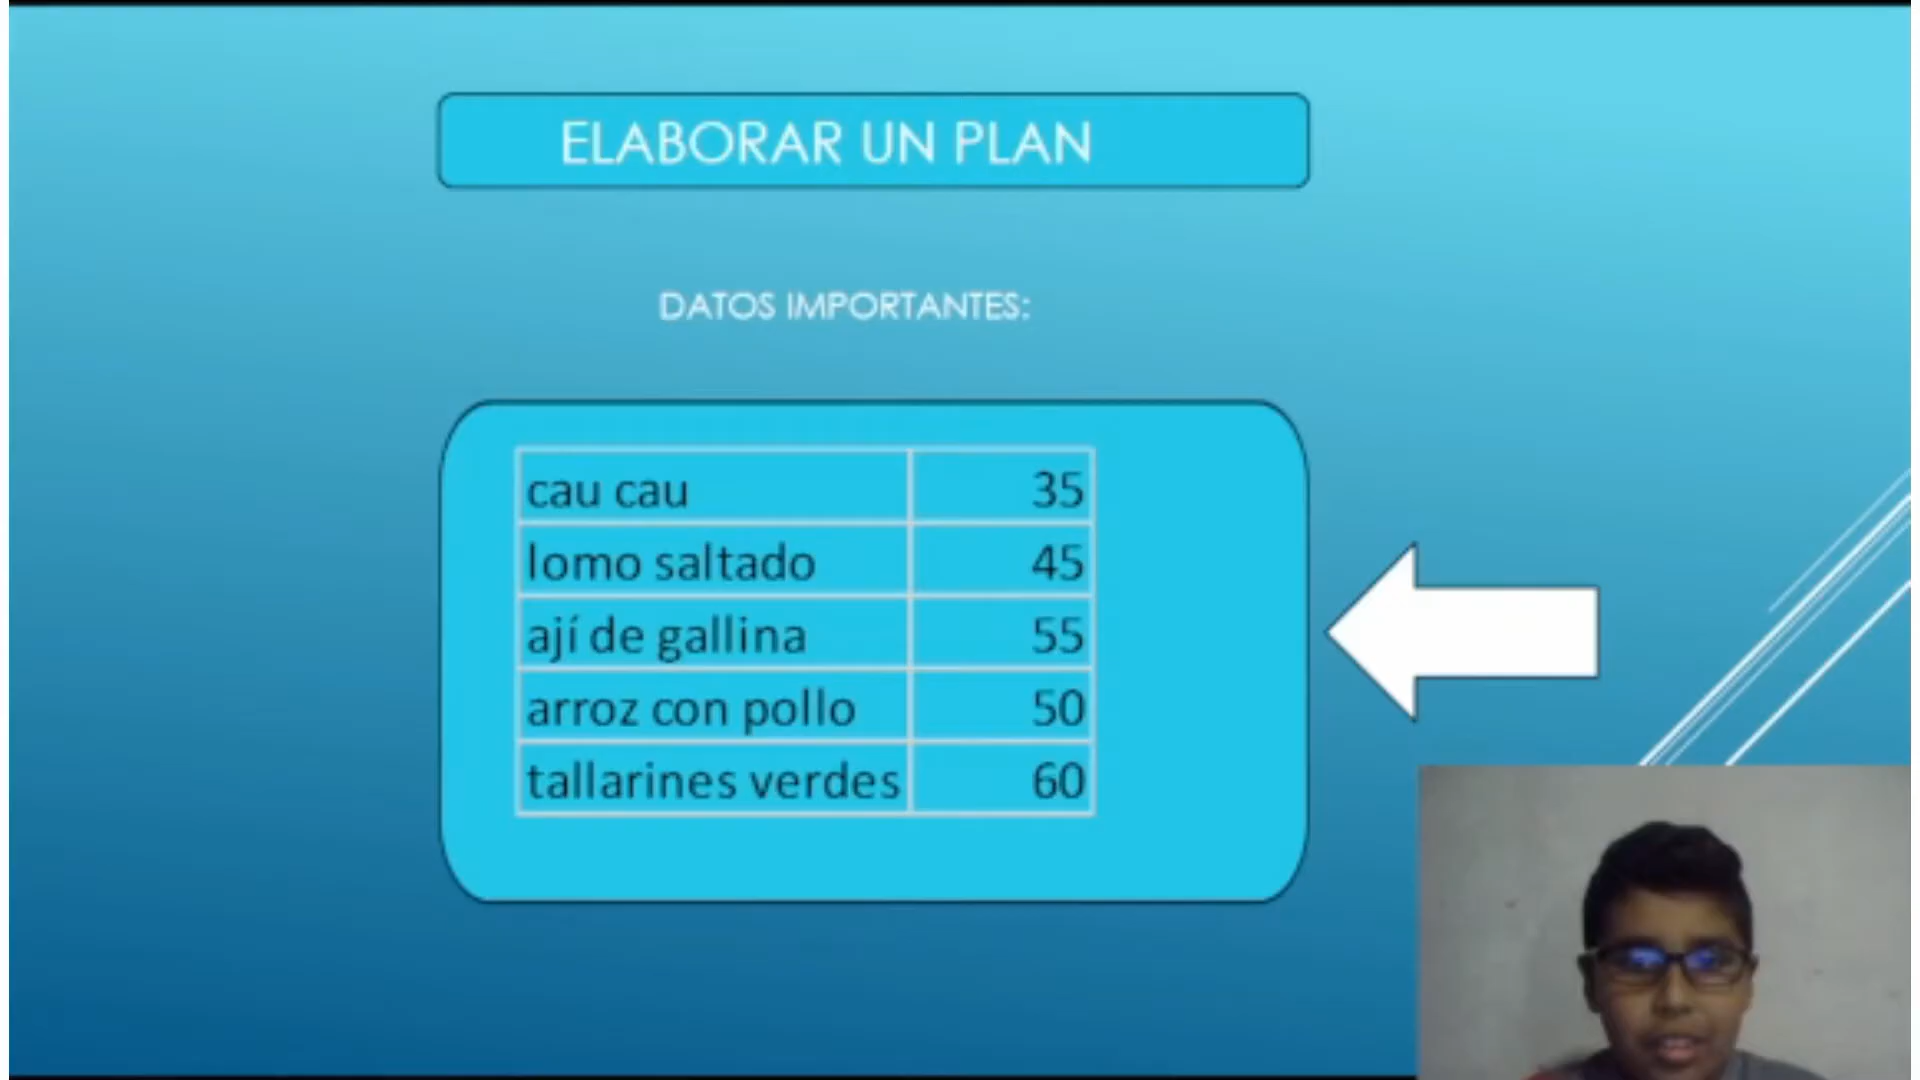 ELABORAR UN PLAN
DATOS IMPORTANTES:
cau cau 35
lomo saltado 45
ají de gallina 55
arroz con pollo 50
tallarines verdes 60